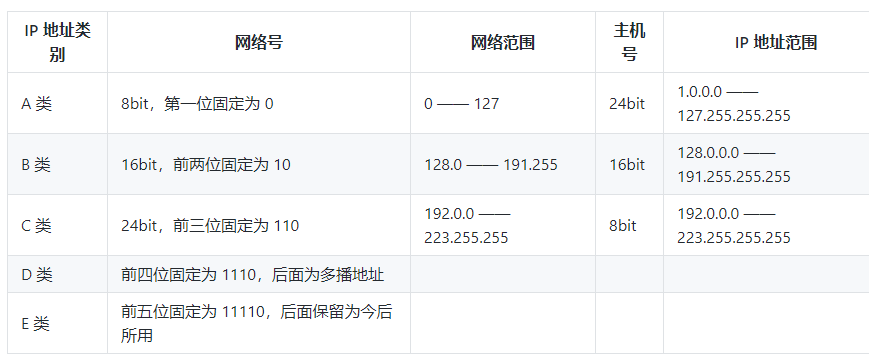 IP 地址类
别
网络号
网络范围
主机
号
IP 地址范围
A 类
8bit，第一位固定为 0
0 —— 127
24bit
1.0.0.0 ——
127.255.255.255
B 类
16bit，前两位固定为 10
128.0 —— 191.255
16bit
128.0.0.0 ——
191.255.255.255
C 类
24bit，前三位固定为 110
192.0.0 ——
223.255.255
8bit
192.0.0.0 ——
223.255.255.255
D 类
前四位固定为 1110，后面为多播地址
E 类
前五位固定为 11110，后面保留为今后
所用